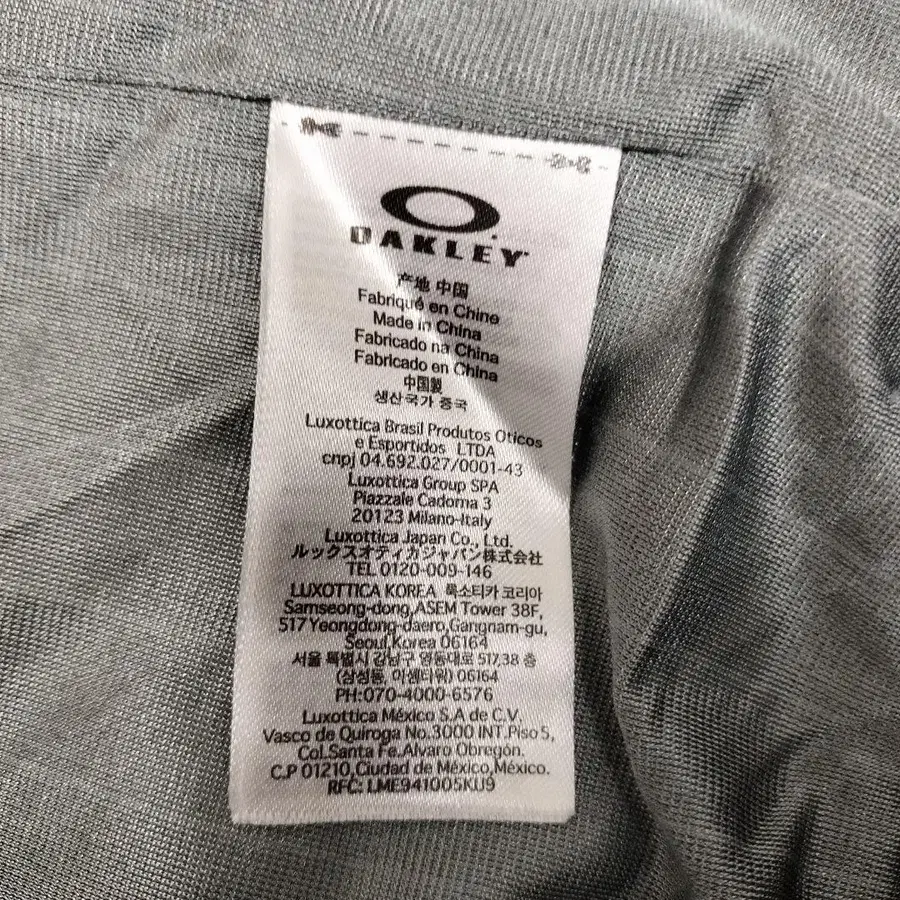 OAKLEY
产地 中国
Fabriqué en Chine
Made in China
Fabricado na China
Fabricado en China
中国製
생산국가 중국
Luxottica Brasil Produtos Oticos
e Esportidos LTDA
cnpj 04.692.027/0001-43
Luxottica Group SPA
Piazzale Cadorna 3
20123 Milano-Italy
Luxottica Japan Co., Ltd.
ルックスオティカジャパン株式会社
TEL 0120-009-146
LUXOTTICA KOREA 룩소티카 코리아
Samseong-dong,ASEM Tower 38F,
517 Yeongdong-daero,Gangnam-gu,
Seoul,Korea 06164
서울 특별시 강남구 영동대로 517,38 층
(삼성동, 아셈타워) 06164
PH:070-4000-6576
Luxottica México S.A de C.V.
Vasco de Quiroga No.3000 INT.Piso 5,
Col.Santa Fe.Alvaro Obregón.
C.P 01210,Ciudad de México,México.
RFC: LME941005KU9